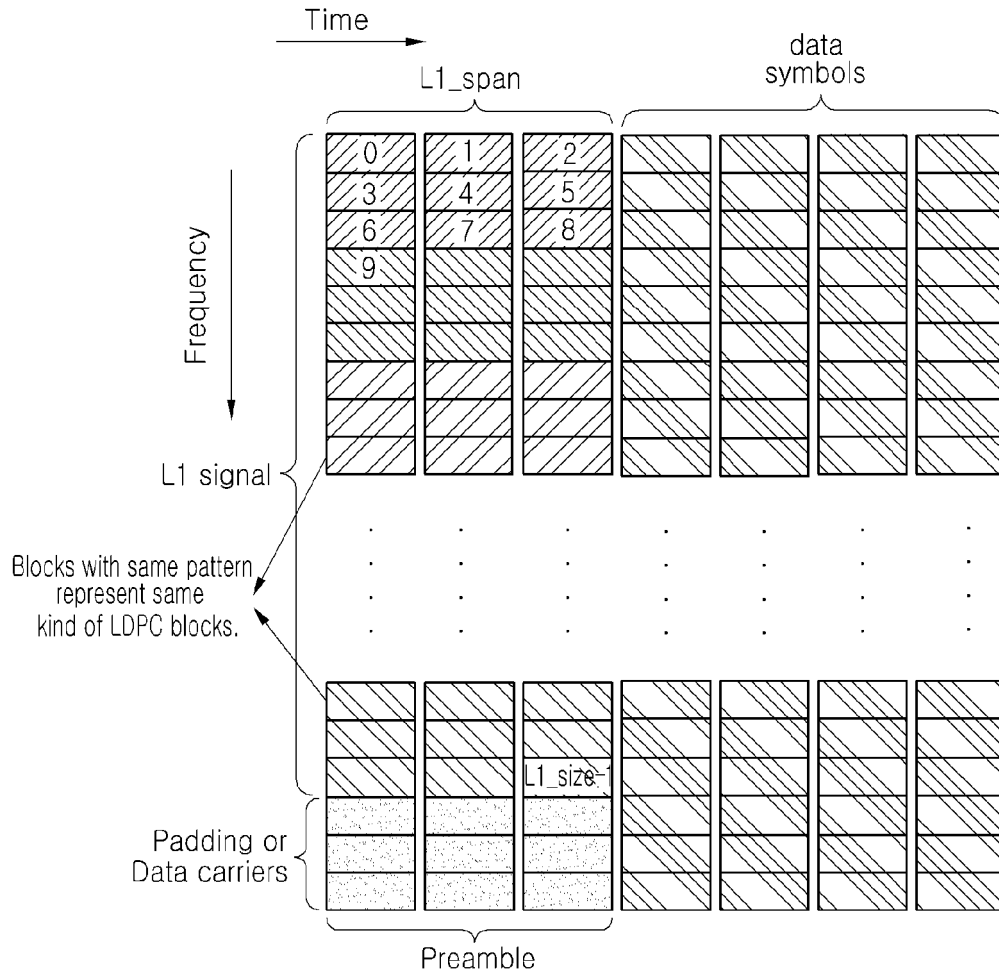 Time
data
symbols
L1_span
0 1 2
3 4 5
6 7 8
9
Frequency
L1 signal
Blocks with same pattern
represent same
kind of LDPC blocks.
L1_size-1
Padding or
Data carriers
Preamble